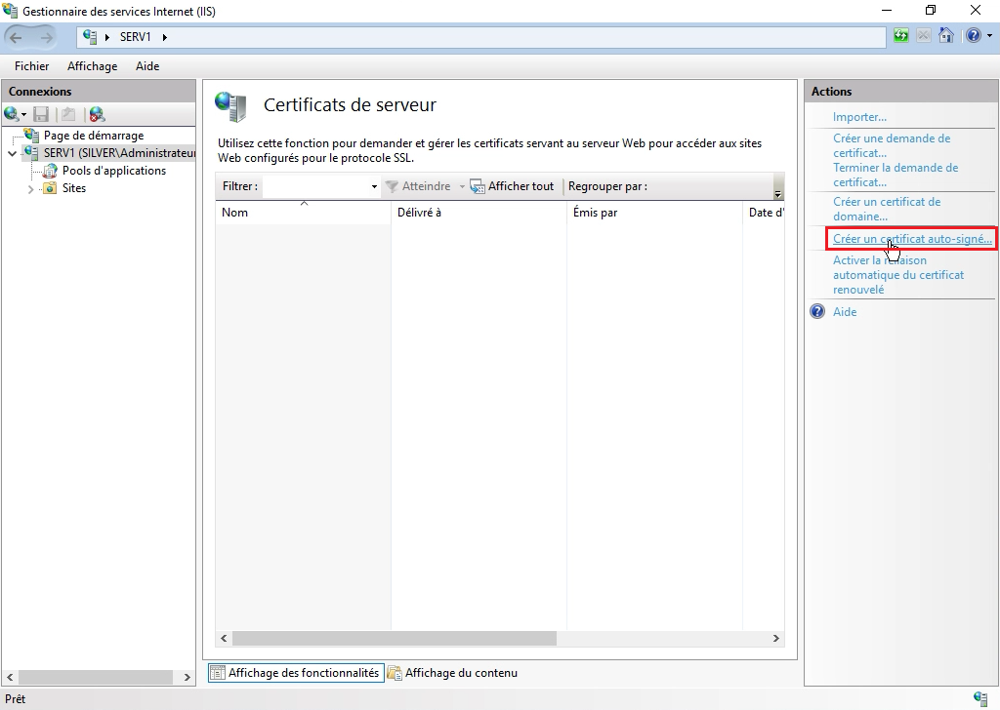 Gestionnaire des services Internet (IIS)
SERV1
Fichier Affichage Aide
Connexions
Page de démarrage
SERV1 (SILVER\Administrateur
Pools d'applications
Sites
Certificats de serveur
Utilisez cette fonction pour demander et gérer les certificats servant au serveur Web pour accéder aux sites
Web configurés pour le protocole SSL.
Filtrer : Atteindre Afficher tout Regrouper par :
Nom Délivré à Émis par Date d'
Affichage des fonctionnalités Affichage du contenu
Actions
Importer...
Créer une demande de
certificat...
Terminer la demande de
certificat...
Créer un certificat de
domaine...
Créer un certificat auto-signé...
Activer la reliaison
automatique du certificat
renouvelé
Aide
Prêt